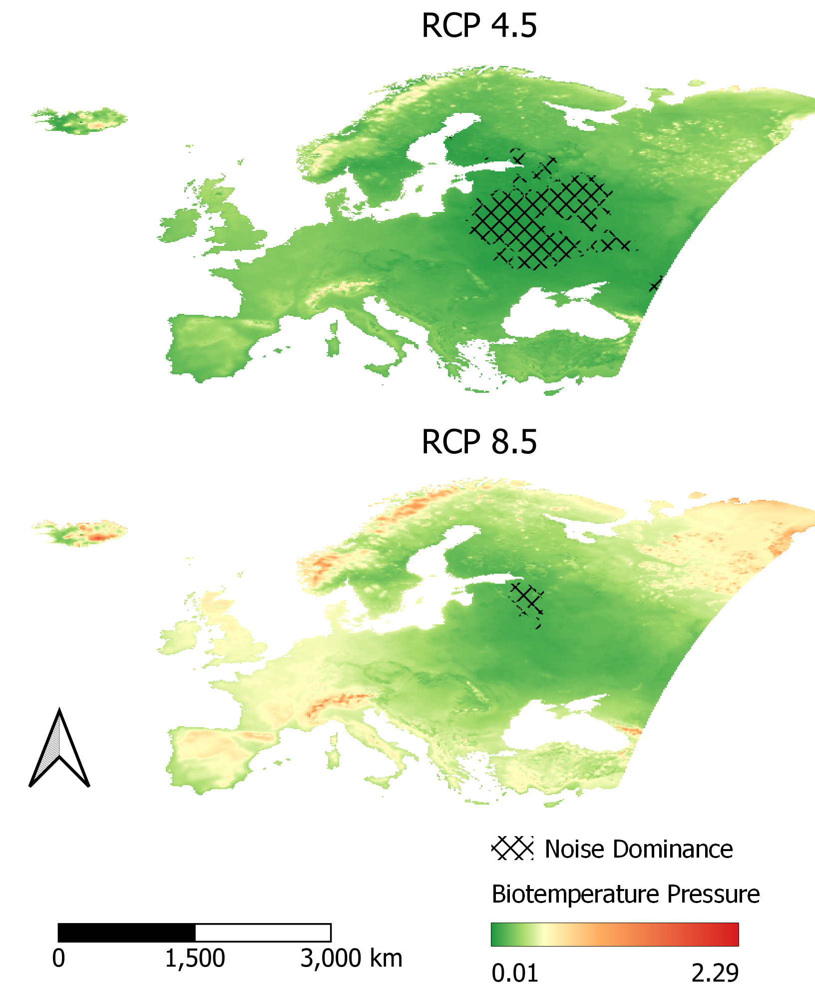 RCP 4.5
RCP 8.5
Noise Dominance
Biotemperature Pressure
0.01 2.29
0 1,500 3,000 km